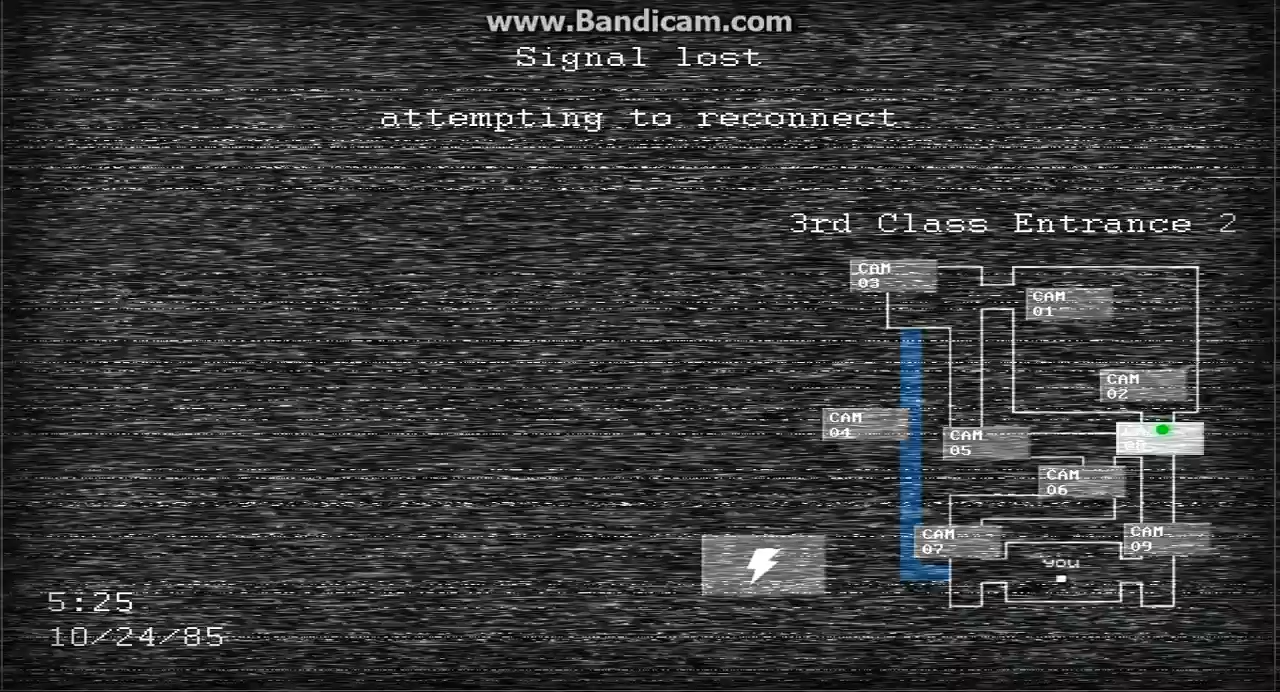 www.Bandicam.com
Signal lost
attempting to reconnect
3rd Class Entrance 2
CAM
03
CAM
01
CAM
02
CAM
04
CAM
05
CAM
06
CAM
07
CAM
09
you
5:25
10/24/85